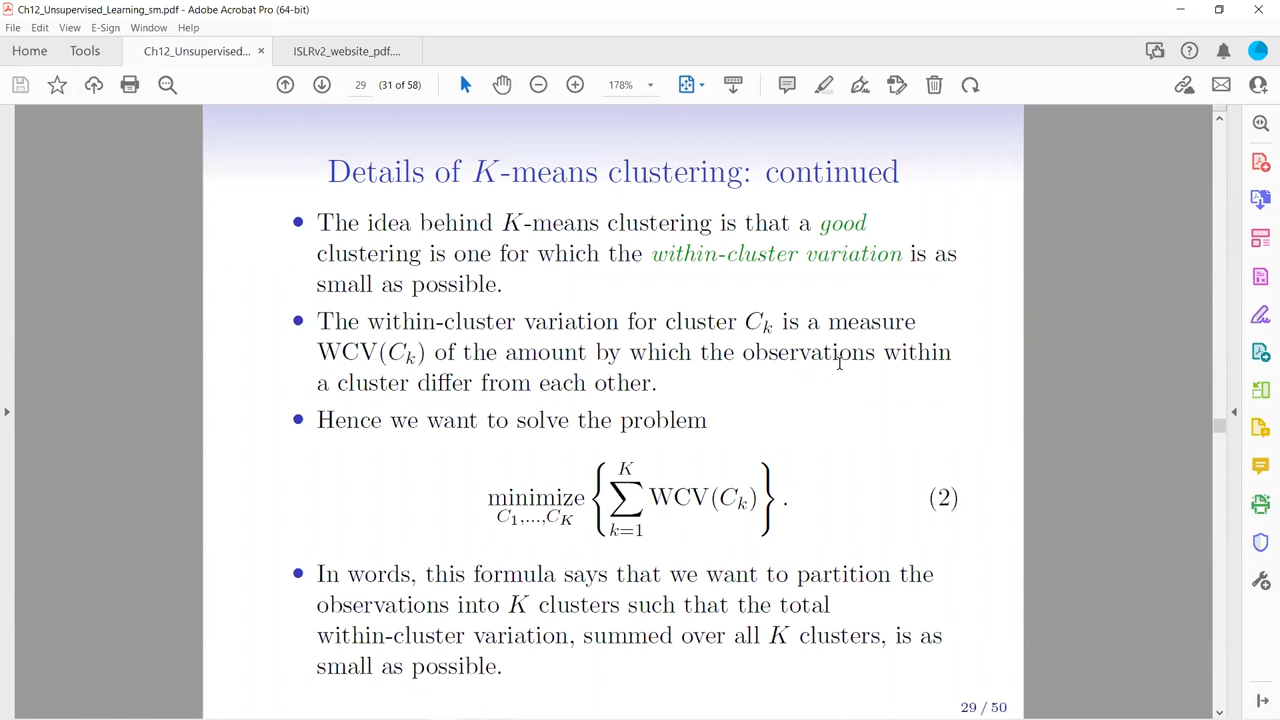 Ch12_Unsupervised_Learning_sm.pdf - Adobe Acrobat Pro (64-bit)
File Edit View E-Sign Window Help
Home Tools Ch12_Unsupervised... × ISLRv2_website_pdf....
29 (31 of 58) 178%
Details of K-means clustering: continued
• The idea behind K-means clustering is that a good
clustering is one for which the within-cluster variation is as
small as possible.
• The within-cluster variation for cluster C_k is a measure
WCV(C_k) of the amount by which the observations within
a cluster differ from each other.
• Hence we want to solve the problem
minimize_{C_1,...,C_K} { ∑_{k=1}^{K} WCV(C_k) } . (2)
• In words, this formula says that we want to partition the
observations into K clusters such that the total
within-cluster variation, summed over all K clusters, is as
small as possible.
29 / 50